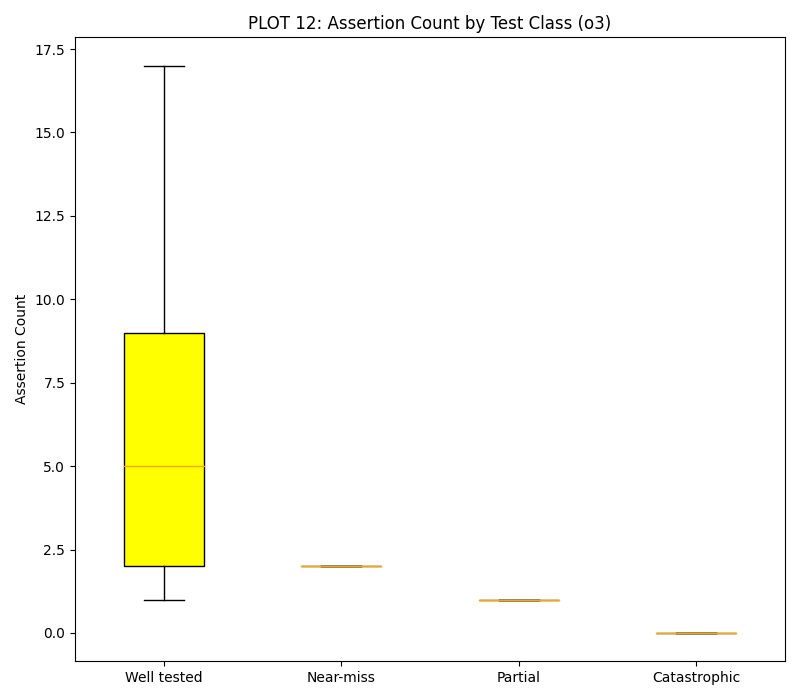 PLOT 12: Assertion Count by Test Class (o3)
17.5
15.0
12.5
10.0
7.5
5.0
2.5
0.0
Assertion Count
Well tested
Near-miss
Partial
Catastrophic